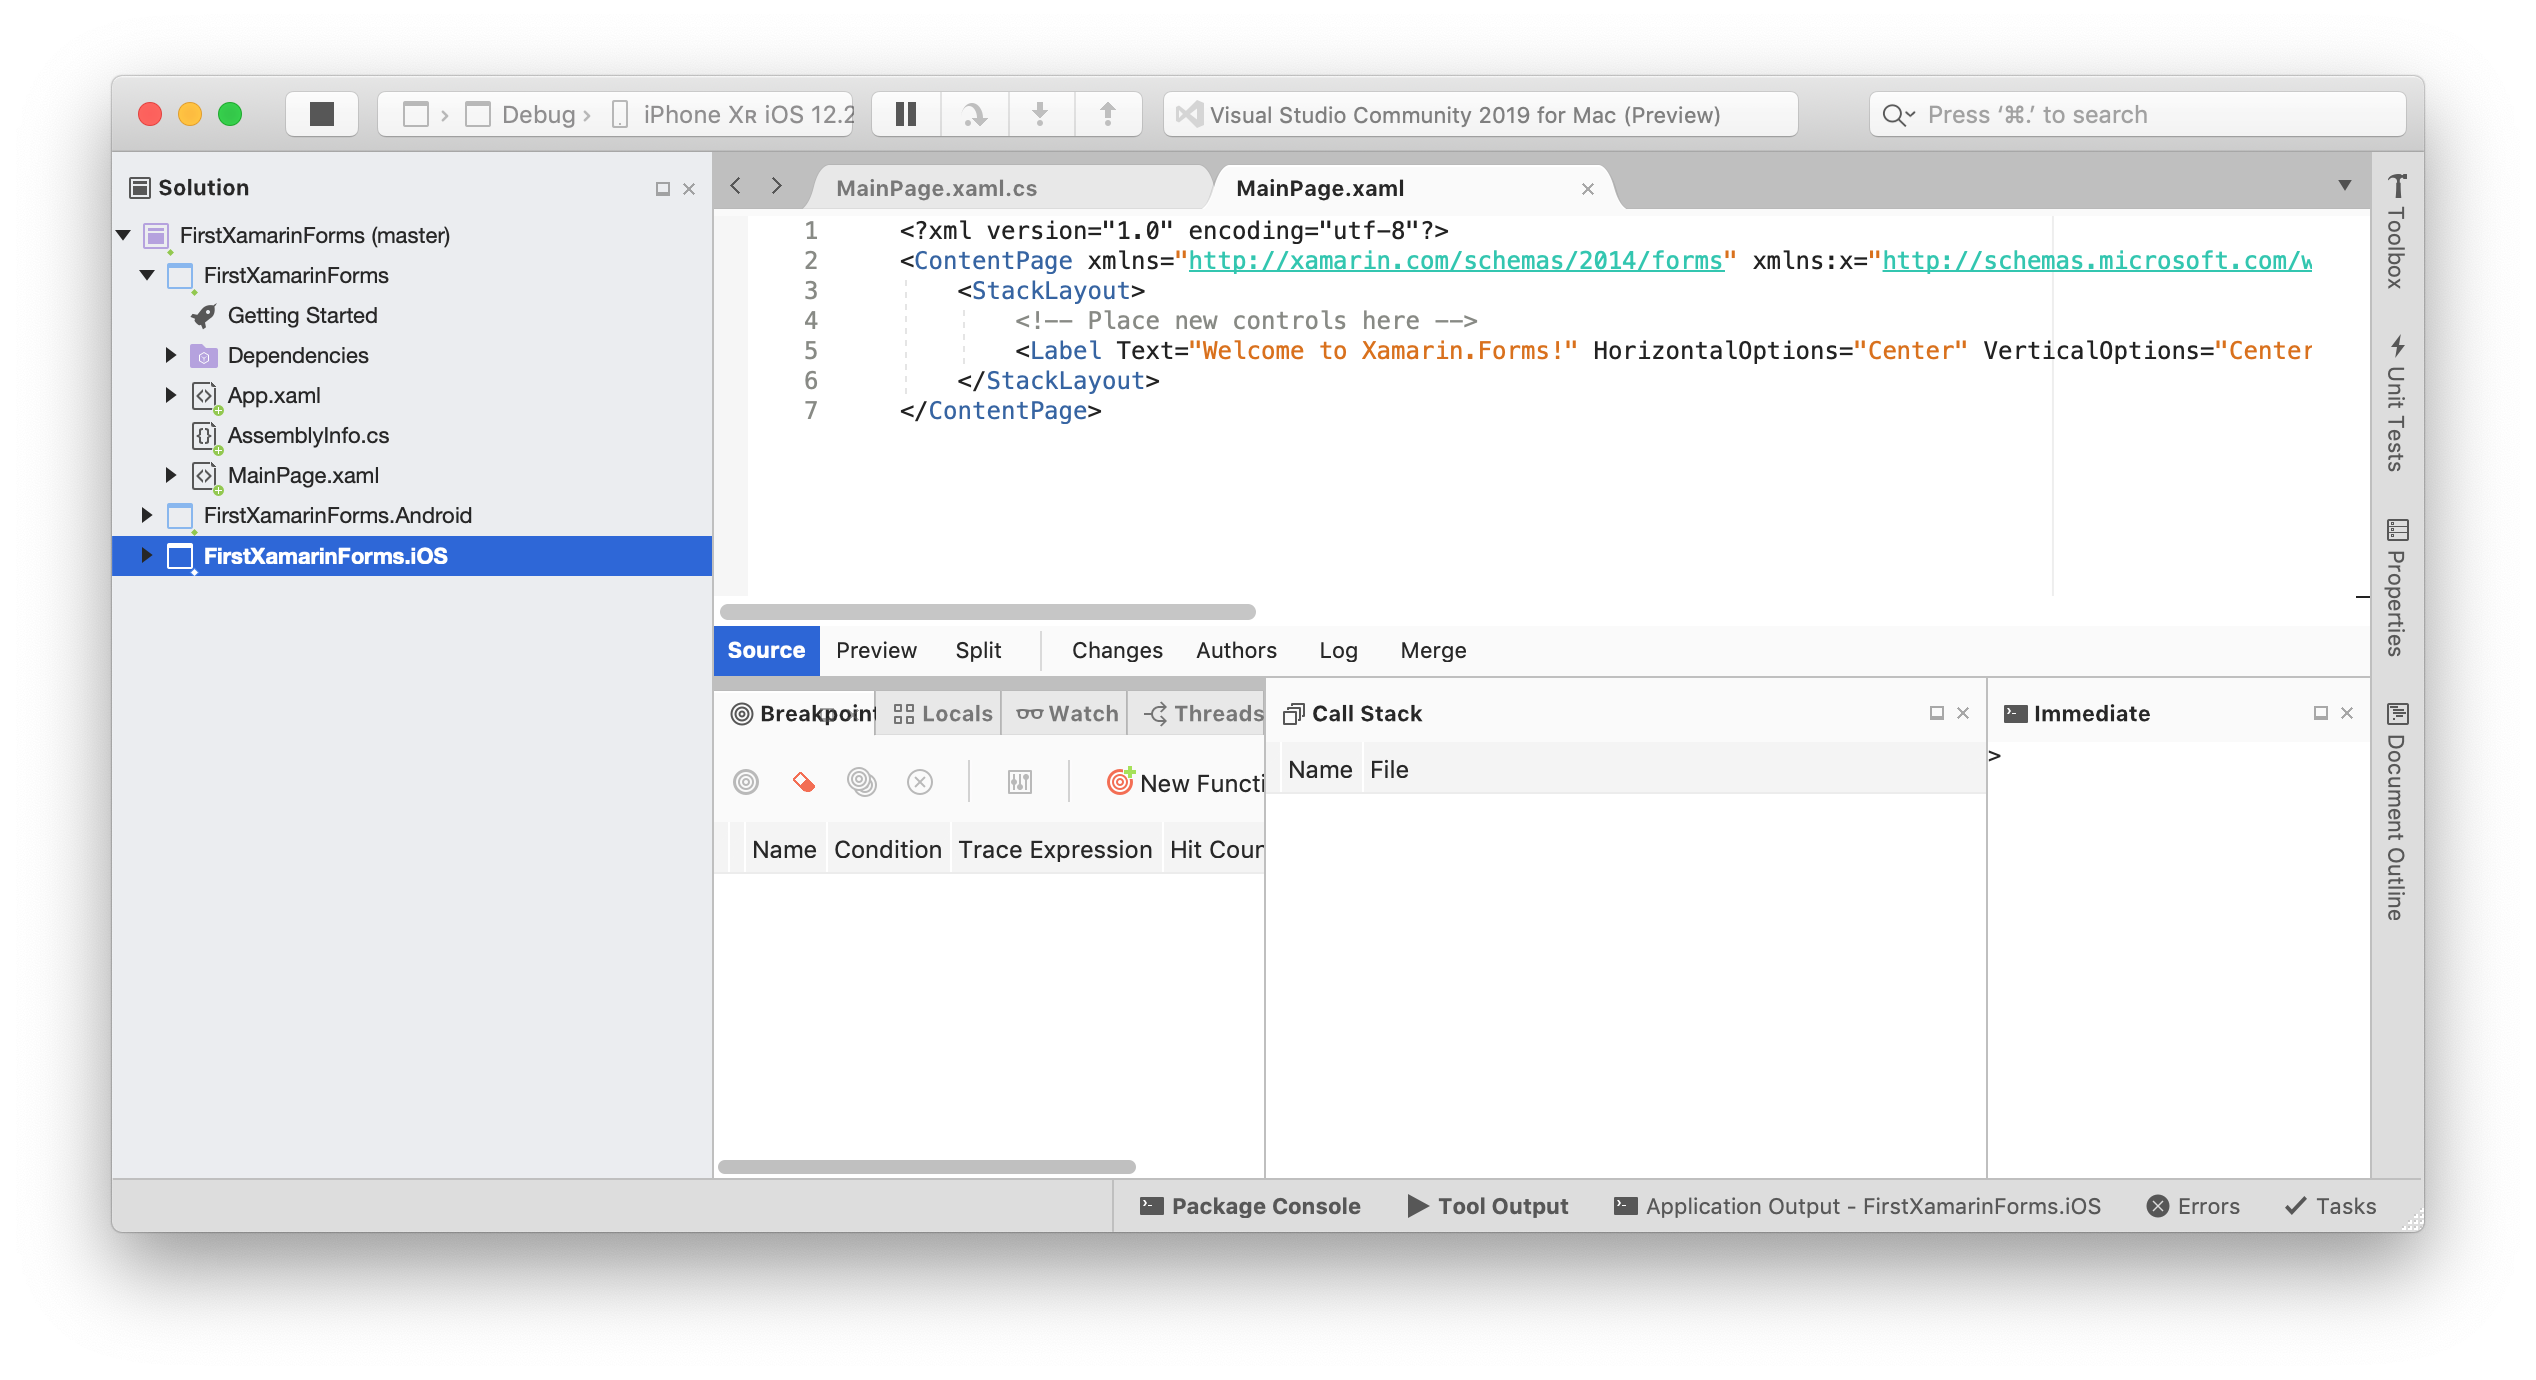 Debug
iPhone XR iOS 12.2
Visual Studio Community 2019 for Mac (Preview)
Press ‘⌘.’ to search
Solution
FirstXamarinForms (master)
FirstXamarinForms
Getting Started
Dependencies
App.xaml
AssemblyInfo.cs
MainPage.xaml
FirstXamarinForms.Android
FirstXamarinForms.iOS
MainPage.xaml.cs
MainPage.xaml
1 <?xml version="1.0" encoding="utf-8"?>
2 <ContentPage xmlns="http://xamarin.com/schemas/2014/forms" xmlns:x="http://schemas.microsoft.com/w
3 <StackLayout>
4 <!-- Place new controls here -->
5 <Label Text="Welcome to Xamarin.Forms!" HorizontalOptions="Center" VerticalOptions="Center
6 </StackLayout>
7 </ContentPage>
Source Preview Split Changes Authors Log Merge
Breakpoint Locals Watch Threads
New Functi
Name Condition Trace Expression Hit Cour
Call Stack
Name File
Immediate
>
Toolbox
Unit Tests
Properties
Document Outline
Package Console Tool Output Application Output - FirstXamarinForms.iOS Errors Tasks